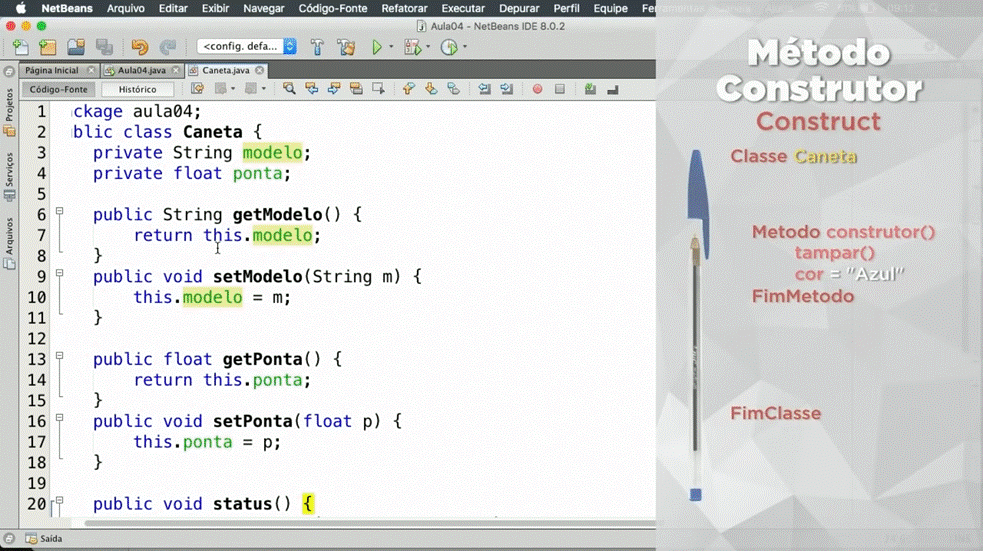 NetBeans Arquivo Editar Exibir Navegar Código-Fonte Refatorar Executar Depurar Perfil Equipe
Aula04 - NetBeans IDE 8.0.2
<config. defa...
Página Inicial Aula04.java Caneta.java
Código-Fonte Histórico
Projetos
Serviços
Arquivos
1 ckage aula04;
2 blic class Caneta {
3 private String modelo;
4 private float ponta;
5
6 public String getModelo() {
7 return this.modelo;
8 }
9 public void setModelo(String m) {
10 this.modelo = m;
11 }
12
13 public float getPonta() {
14 return this.ponta;
15 }
16 public void setPonta(float p) {
17 this.ponta = p;
18 }
19
20 public void status() {
Saída
Método
Construtor
Construct
Classe Caneta
Metodo construtor()
tampar()
cor = "Azul"
FimMetodo
FimClasse